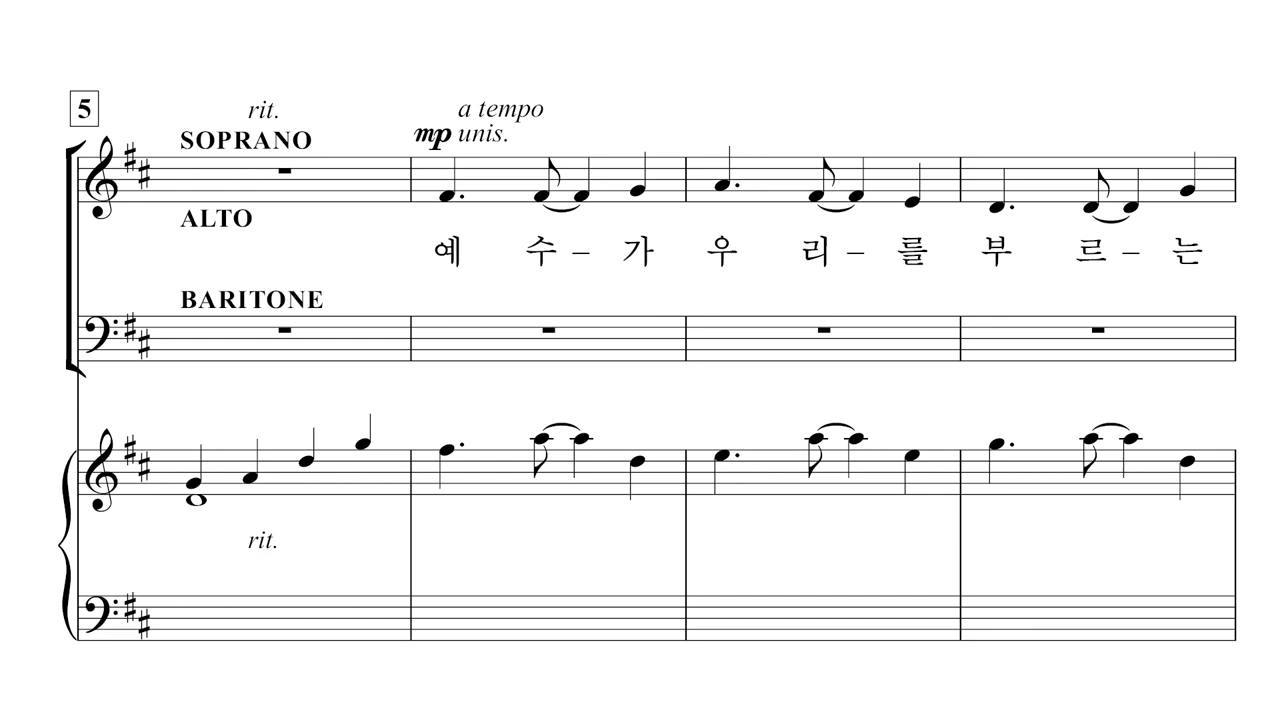 5
rit.
a tempo
SOPRANO
mp unis.
ALTO
예 수 – 가 우 리 – 를 부 르 – 는
BARITONE
rit.